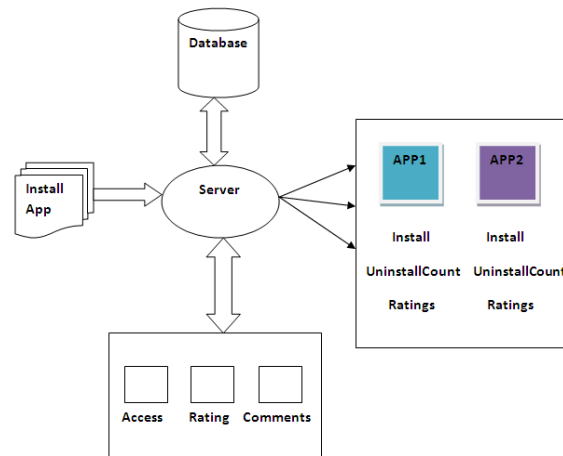 Database
Install
App
Server
APP1 APP2
Install Install
UninstallCount UninstallCount
Ratings Ratings
Access Rating Comments